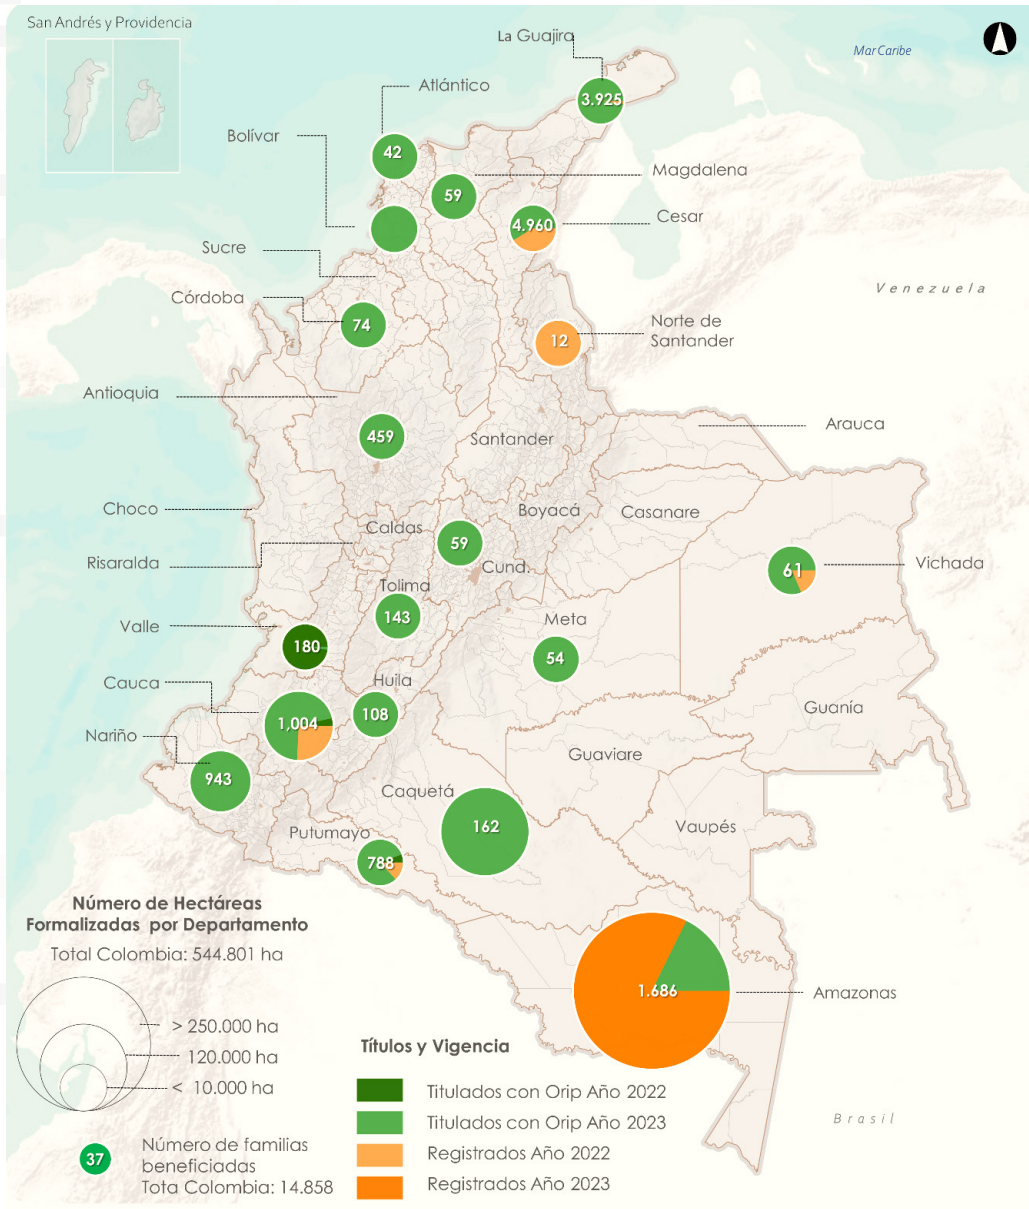 San Andrés y Providencia
La Guajira
Mar Caribe
3.925
Atlántico
Bolívar
42
Magdalena
59
Cesar
4.960
Sucre
Venezuela
Córdoba
74
Norte de
Santander
12
Antioquia
Arauca
459
Santander
Choco
Boyacá
Casanare
Caldas
59
Risaralda
Cund.
61
Vichada
Tolima
143
Valle
Meta
180
54
Cauca
Huila
108
Guanía
1,004
Nariño
Guaviare
943
Caquetá
162
Vaupés
Putumayo
788
Número de Hectáreas
Formalizadas por Departamento
Total Colombia: 544.801 ha
1.686
Amazonas
> 250.000 ha
120.000 ha
< 10.000 ha
Títulos y Vigencia
Titulados con Orip Año 2022
Titulados con Orip Año 2023
Registrados Año 2022
Registrados Año 2023
Brasil
37
Número de familias
beneficiadas
Tota Colombia: 14.858